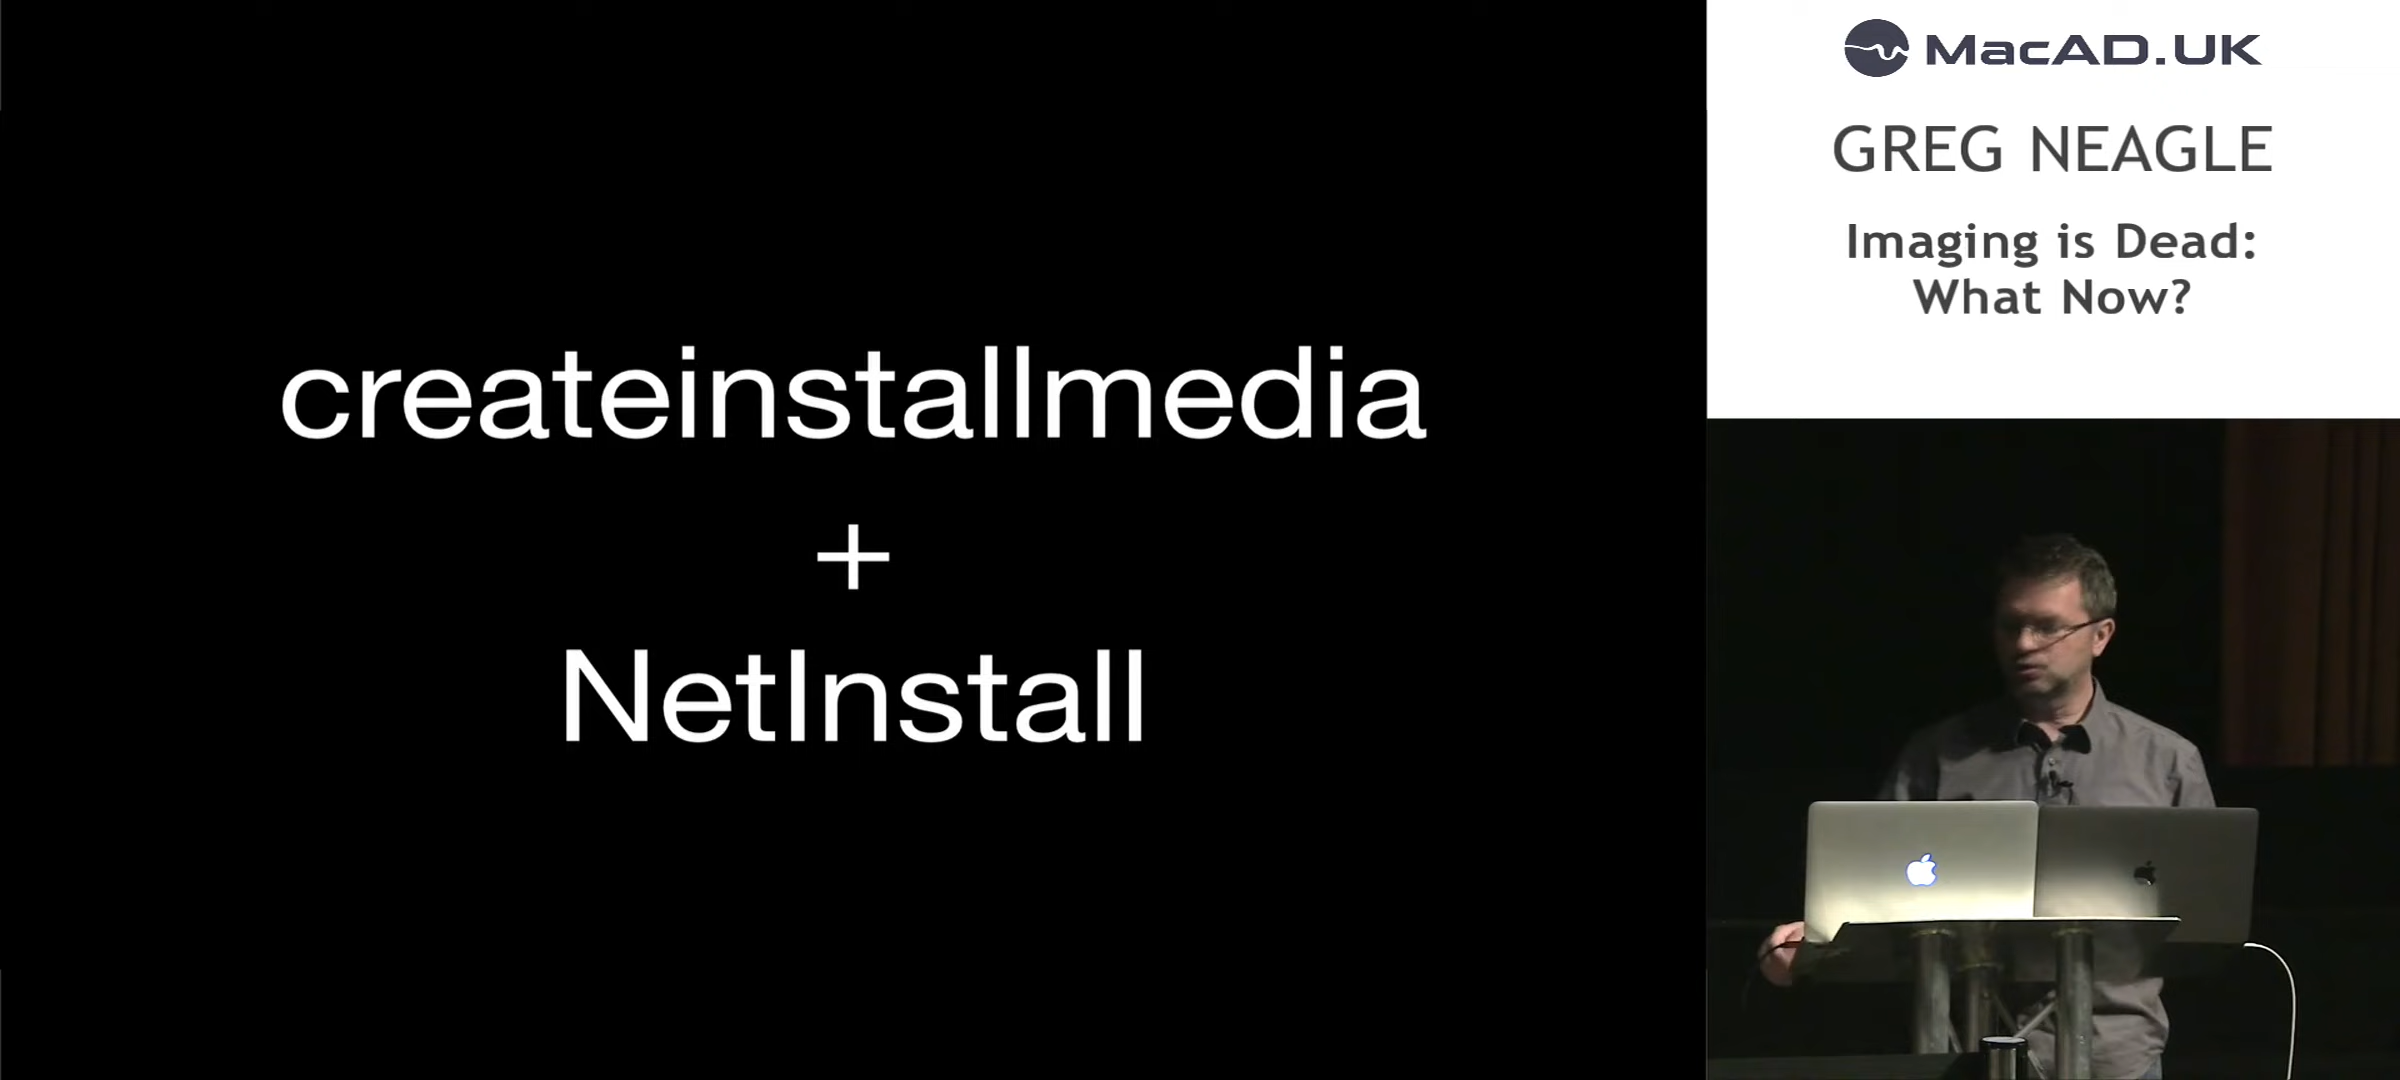 createinstallmedia
+
NetInstall
MacAD.UK
GREG NEAGLE
Imaging is Dead:
What Now?